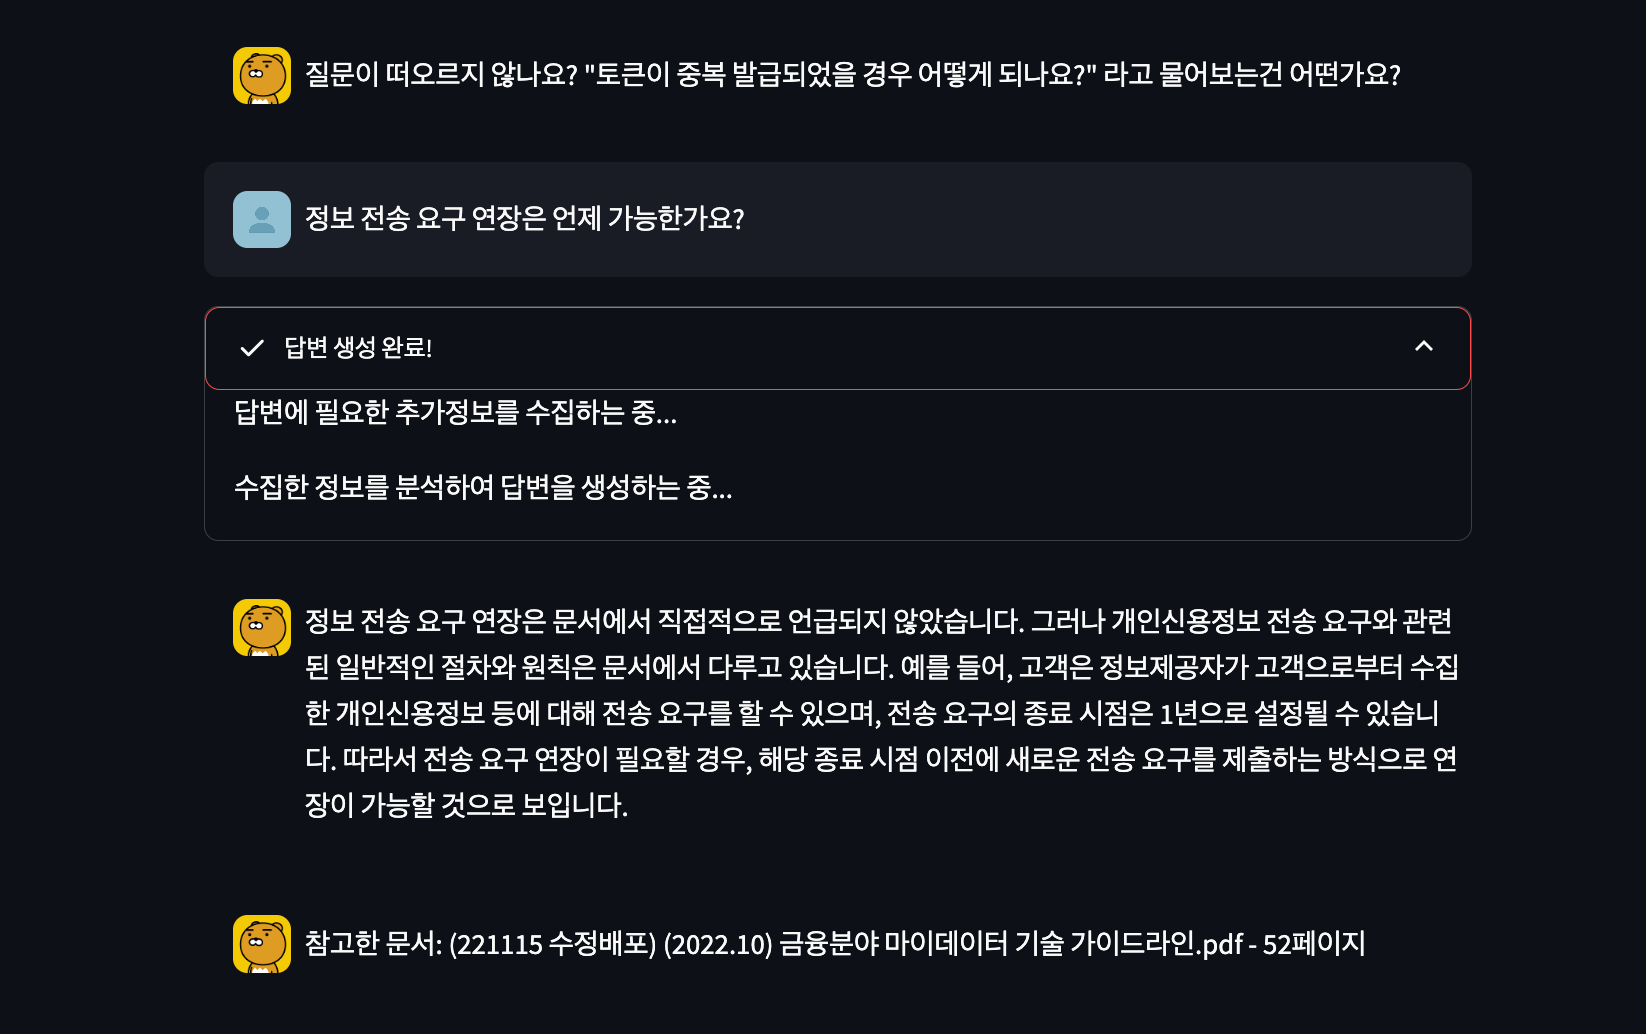 질문이 떠오르지 않나요? "토큰이 중복 발급되었을 경우 어떻게 되나요?" 라고 물어보는건 어떤가요?
정보 전송 요구 연장은 언제 가능한가요?
답변 생성 완료!
답변에 필요한 추가정보를 수집하는 중...
수집한 정보를 분석하여 답변을 생성하는 중...
정보 전송 요구 연장은 문서에서 직접적으로 언급되지 않았습니다. 그러나 개인신용정보 전송 요구와 관련
된 일반적인 절차와 원칙은 문서에서 다루고 있습니다. 예를 들어, 고객은 정보제공자가 고객으로부터 수집
한 개인신용정보 등에 대해 전송 요구를 할 수 있으며, 전송 요구의 종료 시점은 1년으로 설정될 수 있습니
다. 따라서 전송 요구 연장이 필요할 경우, 해당 종료 시점 이전에 새로운 전송 요구를 제출하는 방식으로 연
장이 가능할 것으로 보입니다.
참고한 문서: (221115 수정배포) (2022.10) 금융분야 마이데이터 기술 가이드라인.pdf - 52페이지